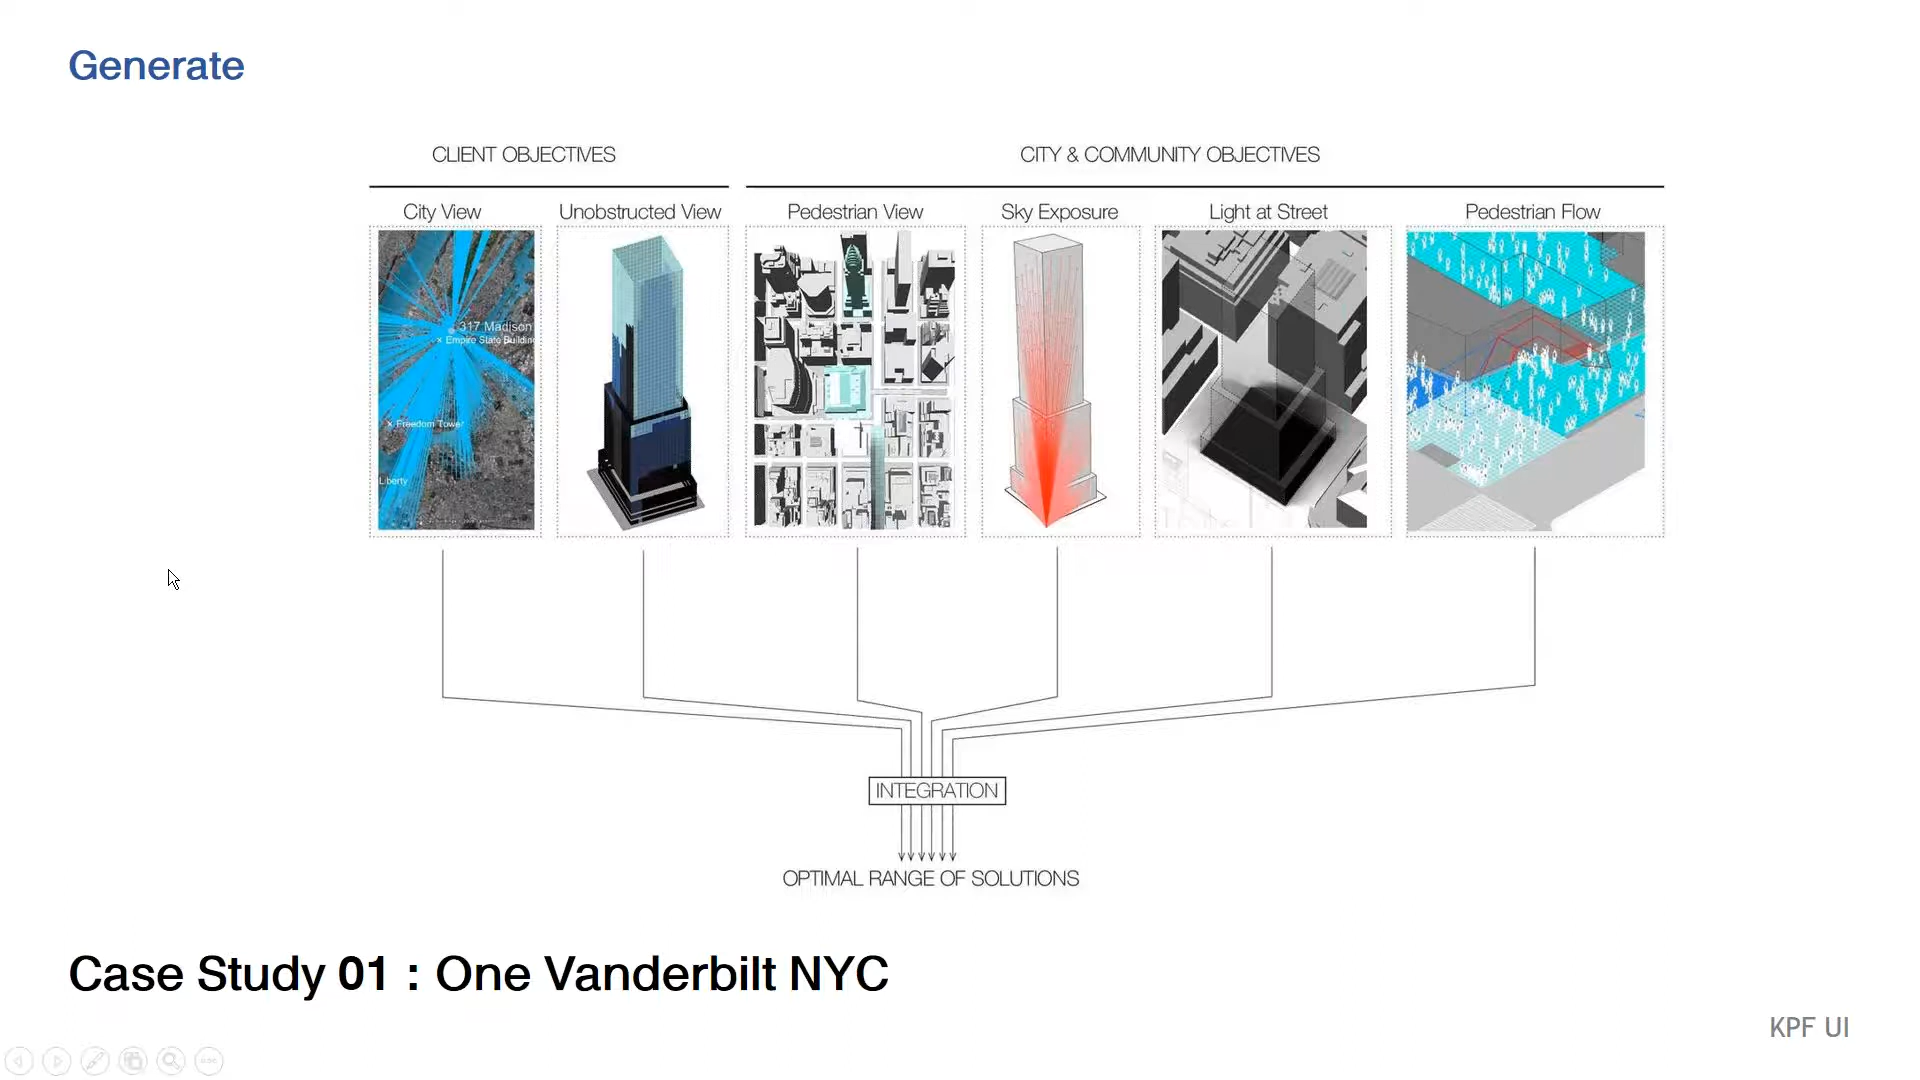 Generate
CLIENT OBJECTIVES
CITY & COMMUNITY OBJECTIVES
City View
Unobstructed View
Pedestrian View
Sky Exposure
Light at Street
Pedestrian Flow
317 Madison
× Empire State Building
× Freedom Tower
Liberty
INTEGRATION
OPTIMAL RANGE OF SOLUTIONS
Case Study 01 : One Vanderbilt NYC
KPF UI